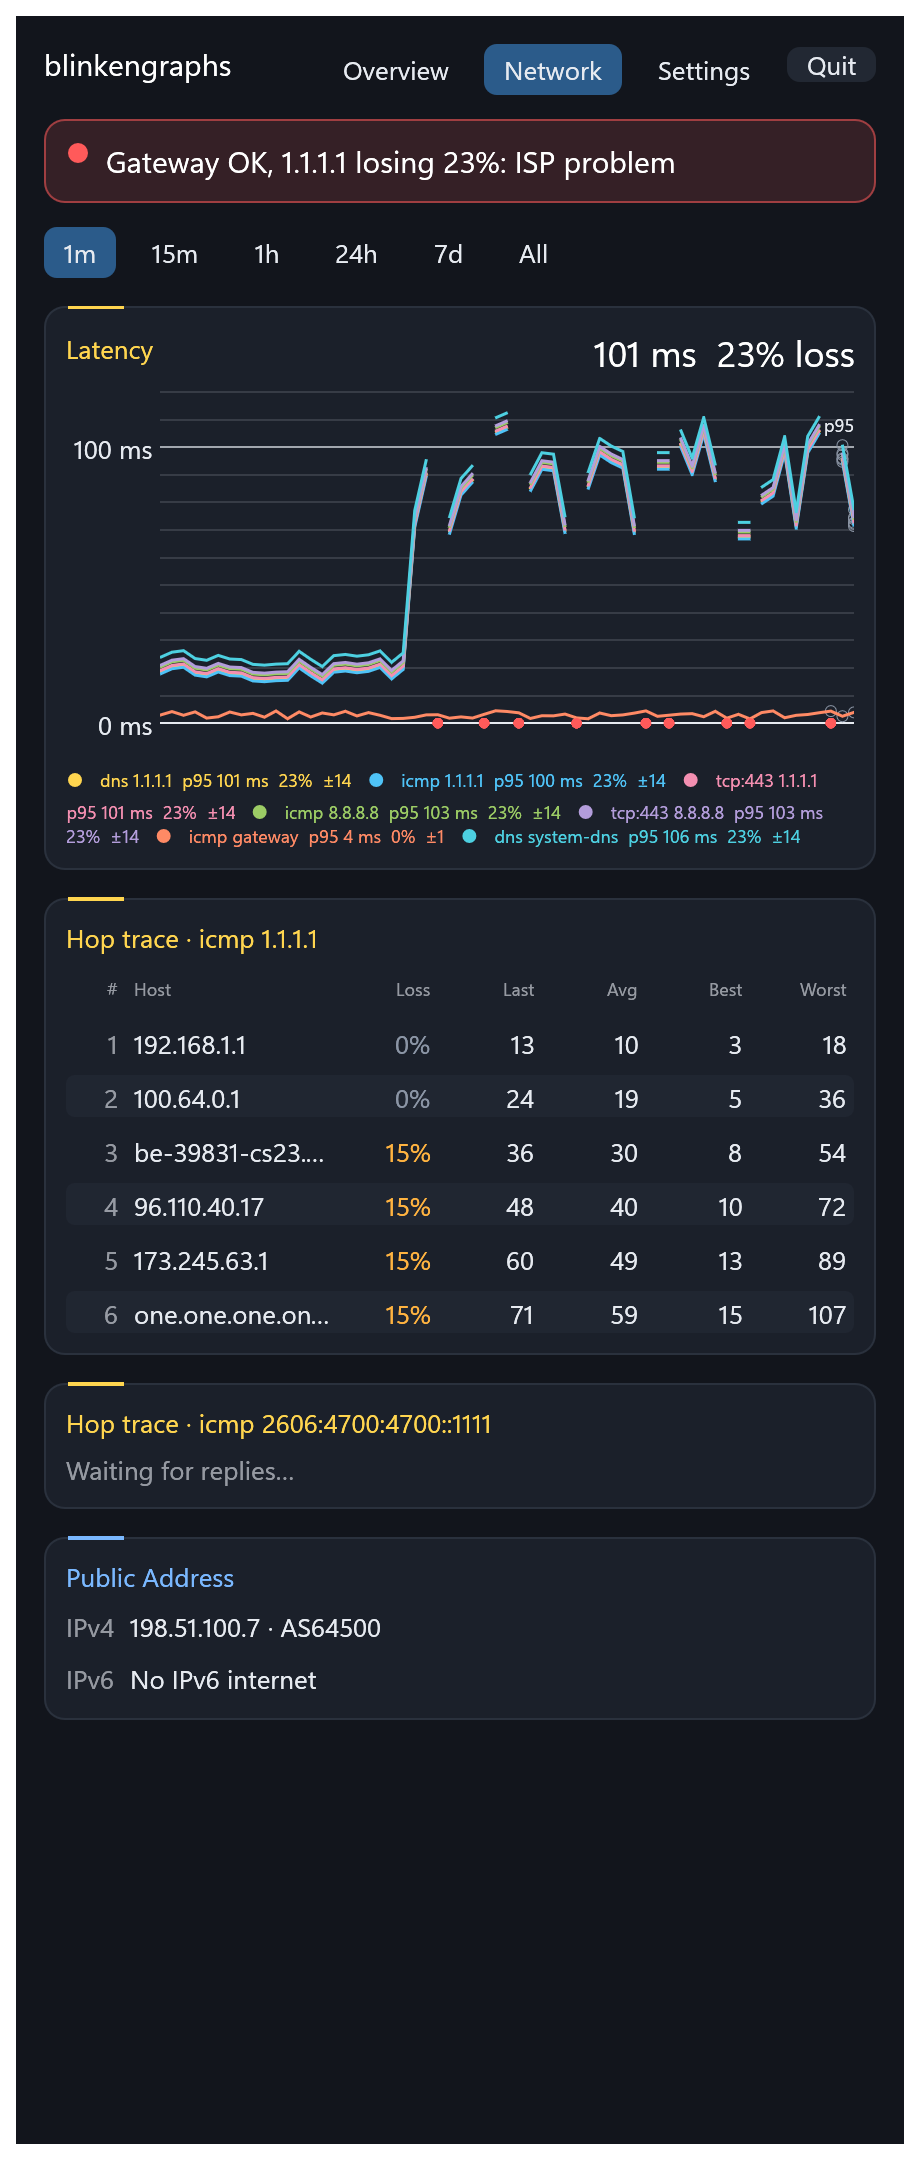 blinkengraphs Overview Network Settings Quit
Gateway OK, 1.1.1.1 losing 23%: ISP problem
1m 15m 1h 24h 7d All
Latency 101 ms 23% loss
p95
100 ms
0 ms
dns 1.1.1.1 p95 101 ms 23% ±14 icmp 1.1.1.1 p95 100 ms 23% ±14 tcp:443 1.1.1.1
p95 101 ms 23% ±14 icmp 8.8.8.8 p95 103 ms 23% ±14 tcp:443 8.8.8.8 p95 103 ms
23% ±14 icmp gateway p95 4 ms 0% ±1 dns system-dns p95 106 ms 23% ±14
Hop trace · icmp 1.1.1.1
# Host Loss Last Avg Best Worst
1 192.168.1.1 0% 13 10 3 18
2 100.64.0.1 0% 24 19 5 36
3 be-39831-cs23.... 15% 36 30 8 54
4 96.110.40.17 15% 48 40 10 72
5 173.245.63.1 15% 60 49 13 89
6 one.one.one.on... 15% 71 59 15 107
Hop trace · icmp 2606:4700:4700::1111
Waiting for replies...
Public Address
IPv4 198.51.100.7 · AS64500
IPv6 No IPv6 internet